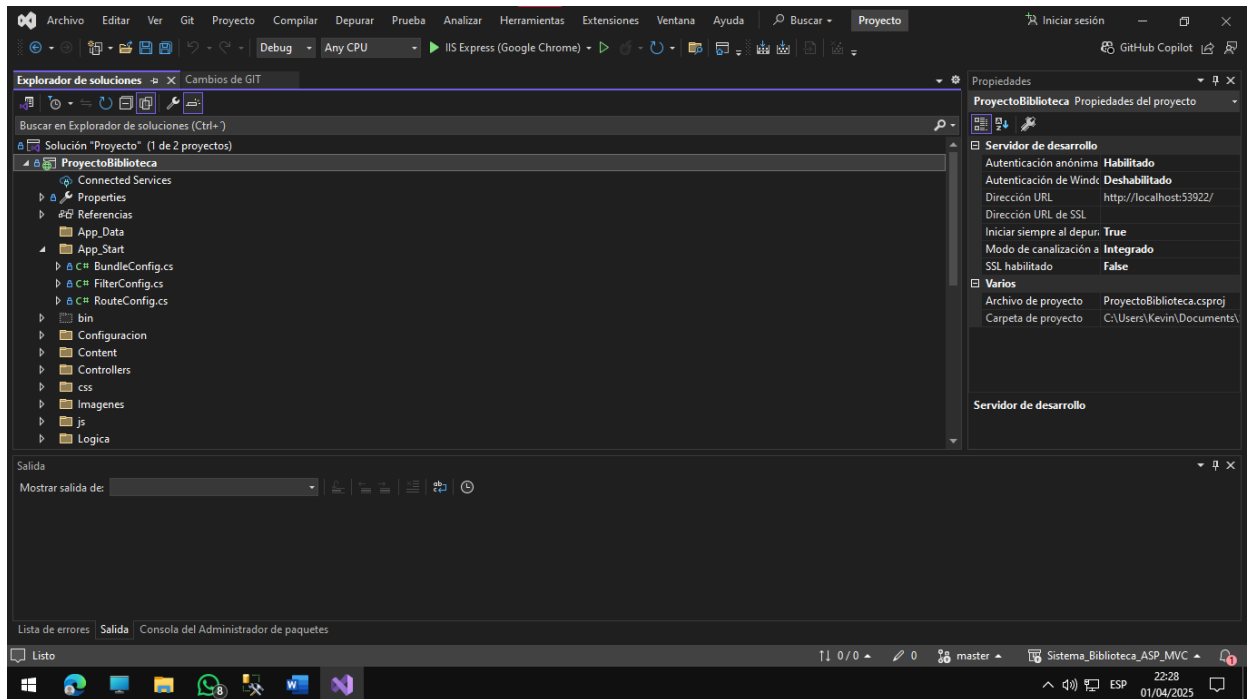 Archivo Editar Ver Git Proyecto Compilar Depurar Prueba Analizar Herramientas Extensiones Ventana Ayuda Buscar Proyecto Iniciar sesión
Debug Any CPU IIS Express (Google Chrome) GitHub Copilot
Explorador de soluciones Cambios de GIT
Buscar en Explorador de soluciones (Ctrl+´)
Solución "Proyecto" (1 de 2 proyectos)
ProyectoBiblioteca
Connected Services
Properties
Referencias
App_Data
App_Start
C# BundleConfig.cs
C# FilterConfig.cs
C# RouteConfig.cs
bin
Configuracion
Content
Controllers
css
Imagenes
js
Logica
Propiedades
ProyectoBiblioteca Propiedades del proyecto
Servidor de desarrollo
Autenticación anónima Habilitado
Autenticación de Windo Deshabilitado
Dirección URL http://localhost:53922/
Dirección URL de SSL
Iniciar siempre al depura True
Modo de canalización a Integrado
SSL habilitado False
Varios
Archivo de proyecto ProyectoBiblioteca.csproj
Carpeta de proyecto C:\Users\Kevin\Documents\
Servidor de desarrollo
Salida
Mostrar salida de:
Lista de errores Salida Consola del Administrador de paquetes
Listo 0 / 0 0 master Sistema_Biblioteca_ASP_MVC 1
8 ESP 22:28
01/04/2025